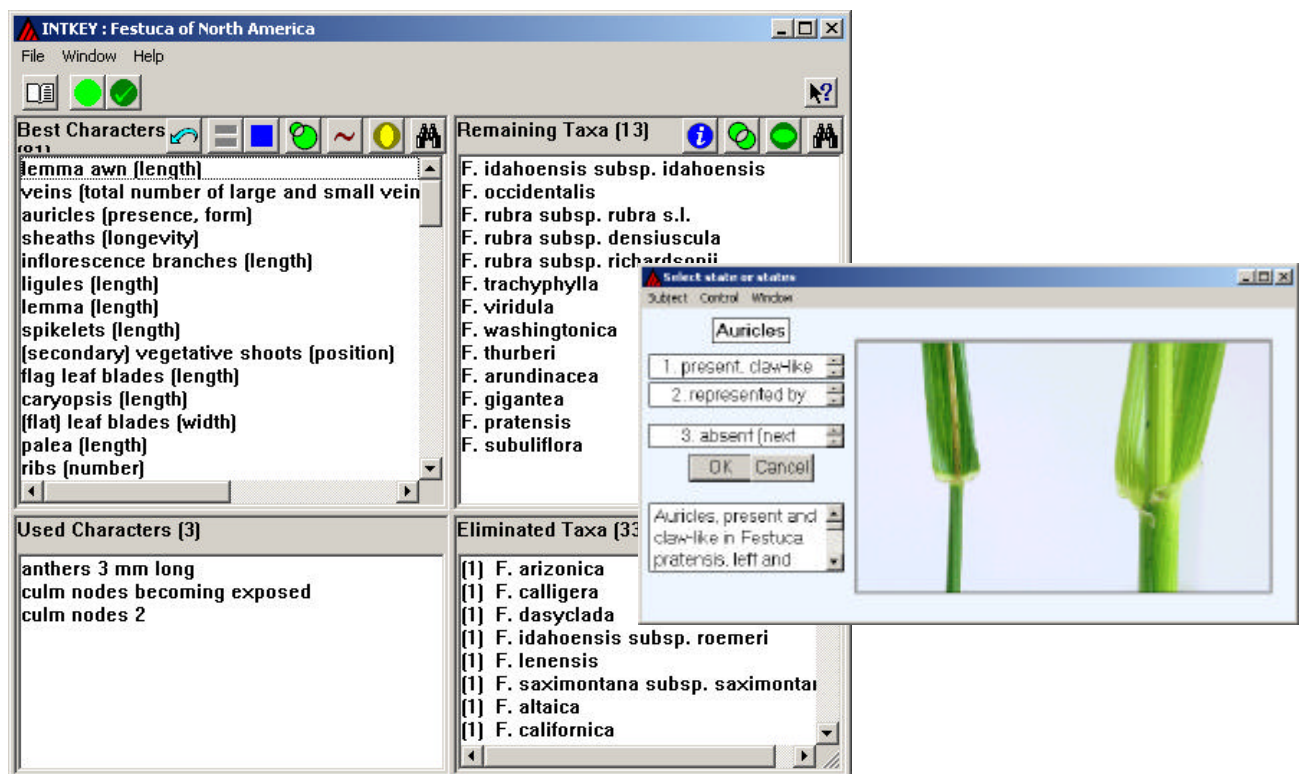 INTKEY : Festuca of North America
File Window Help
Best Characters
Remaining Taxa (13)
lemma awn (length)
veins (total number of large and small vein
auricles (presence, form)
sheaths (longevity)
inflorescence branches (length)
ligules (length)
lemma (length)
spikelets (length)
(secondary) vegetative shoots (position)
flag leaf blades (length)
caryopsis (length)
(flat) leaf blades (width)
palea (length)
ribs (number)
F. idahoensis subsp. idahoensis
F. occidentalis
F. rubra subsp. rubra s.l.
F. rubra subsp. densiuscula
F. rubra subsp. richardsonii
F. trachyphylla
F. viridula
F. washingtonica
F. thurberi
F. arundinacea
F. gigantea
F. pratensis
F. subuliflora
Used Characters (3)
anthers 3 mm long
culm nodes becoming exposed
culm nodes 2
Eliminated Taxa (33
(1) F. arizonica
(1) F. calligera
(1) F. dasyclada
(1) F. idahoensis subsp. roemeri
(1) F. lenensis
(1) F. saximontana subsp. saximontan
(1) F. altaica
(1) F. californica
Select state or states
Subject Control Window
Auricles
1. present, claw-like
2. represented by
3. absent (next
OK Cancel
Auricles, present and
claw-like in Festuca
pratensis, left and